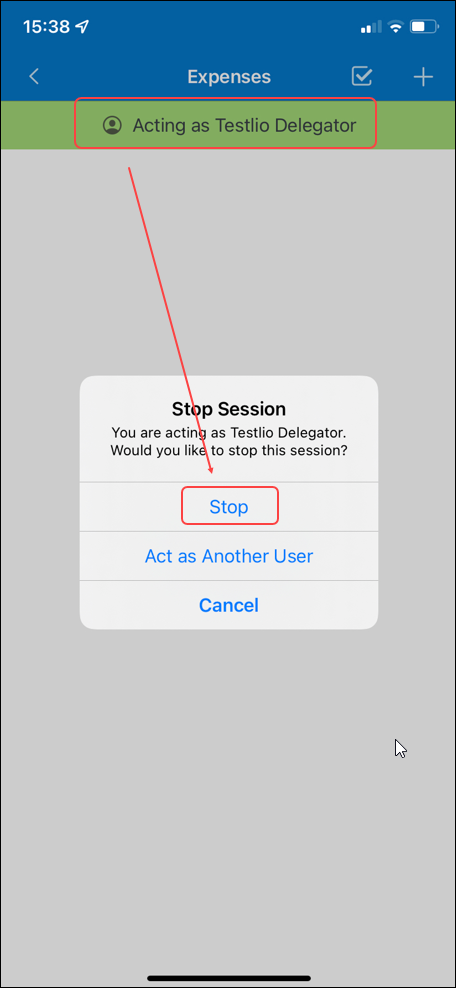 15:38
Expenses
Acting as Testlio Delegator
Stop Session
You are acting as Testlio Delegator.
Would you like to stop this session?
Stop
Act as Another User
Cancel